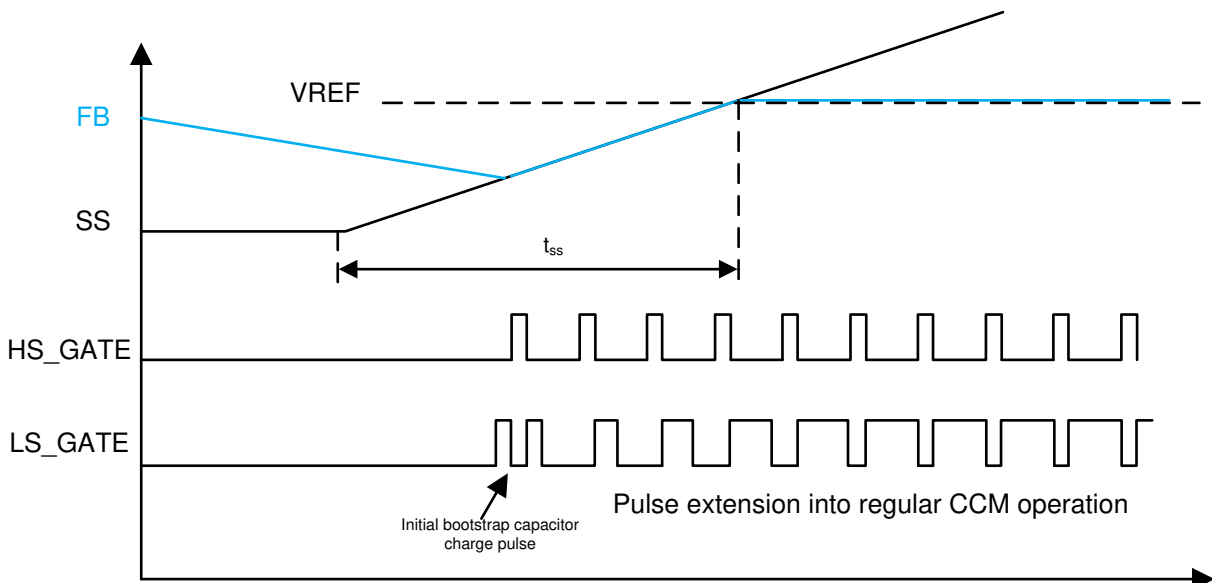 VREF
FB
SS
tss
HS_GATE
LS_GATE
Initial bootstrap capacitor
charge pulse
Pulse extension into regular CCM operation